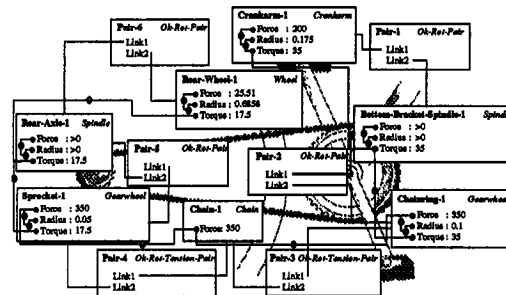 Pair-6 Ok-Rot-Pair
Link1
Link2
Crankarm-1 Crankarm
Force : 200
Radius : 0.175
Torque : 35
Pair-1 Ok-Rot-Pair
Link1
Link2
Rear-Wheel-1 Wheel
Force : 25.51
Radius : 0.6858
Torque : 17.5
Rear-Axle-1 Spindle
Force : >0
Radius : >0
Torque : 17.5
Pair-5 Ok-Rot-Pair
Link1
Link2
Pair-2 Ok-Rot-Pair
Link1
Link2
Bottom-Bracket-Spindle-1 Spindle
Force : >0
Radius : >0
Torque : 35
Sprocket-1 Gearwheel
Force : 350
Radius : 0.05
Torque : 17.5
Chain-1 Chain
Force: 350
Chainring-1 Gearwheel
Force : 350
Radius : 0.1
Torque : 35
Pair-4 Ok-Rot-Tension-Pair
Link1
Link2
Pair-3 Ok-Rot-Tension-Pair
Link1
Link2